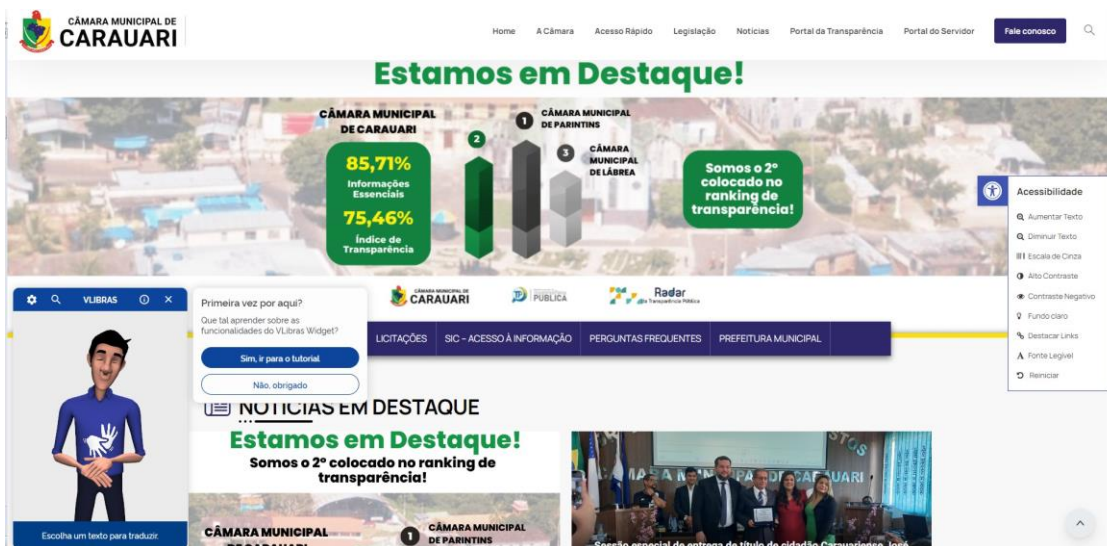 CÂMARA MUNICIPAL DE
CARAUARI
Home A Câmara Acesso Rápido Legislação Notícias Portal da Transparência Portal do Servidor Fale conosco
Estamos em Destaque!
CÂMARA MUNICIPAL
DE CARAUARI
85,71%
Informações
Essenciais
75,46%
Índice de
Transparência
2
1
CÂMARA MUNICIPAL
DE PARINTINS
3
CÂMARA
MUNICIPAL
DE LÁBREA
Somos o 2º
colocado no
ranking de
transparência!
Acessibilidade
Aumentar Texto
Diminuir Texto
Escala de Cinza
Alto Contraste
Contraste Negativo
Fundo claro
Destacar Links
Fonte Legível
Reiniciar
CÂMARA MUNICIPAL DE
CARAUARI
PÚBLICA
Radar
da Transparência Pública
VLIBRAS
Primeira vez por aqui?
Que tal aprender sobre as
funcionalidades do VLibras Widget?
Sim, ir para o tutorial
Não, obrigado
Escolha um texto para traduzir.
LICITAÇÕES SIC – ACESSO À INFORMAÇÃO PERGUNTAS FREQUENTES PREFEITURA MUNICIPAL
NOTÍCIAS EM DESTAQUE
Estamos em Destaque!
Somos o 2º colocado no ranking de
transparência!
CÂMARA MUNICIPAL
DE CARAUARI
1
CÂMARA MUNICIPAL
DE PARINTINS
CARAUARI
Sessão especial de entrega de título de cidadão Carauariense José